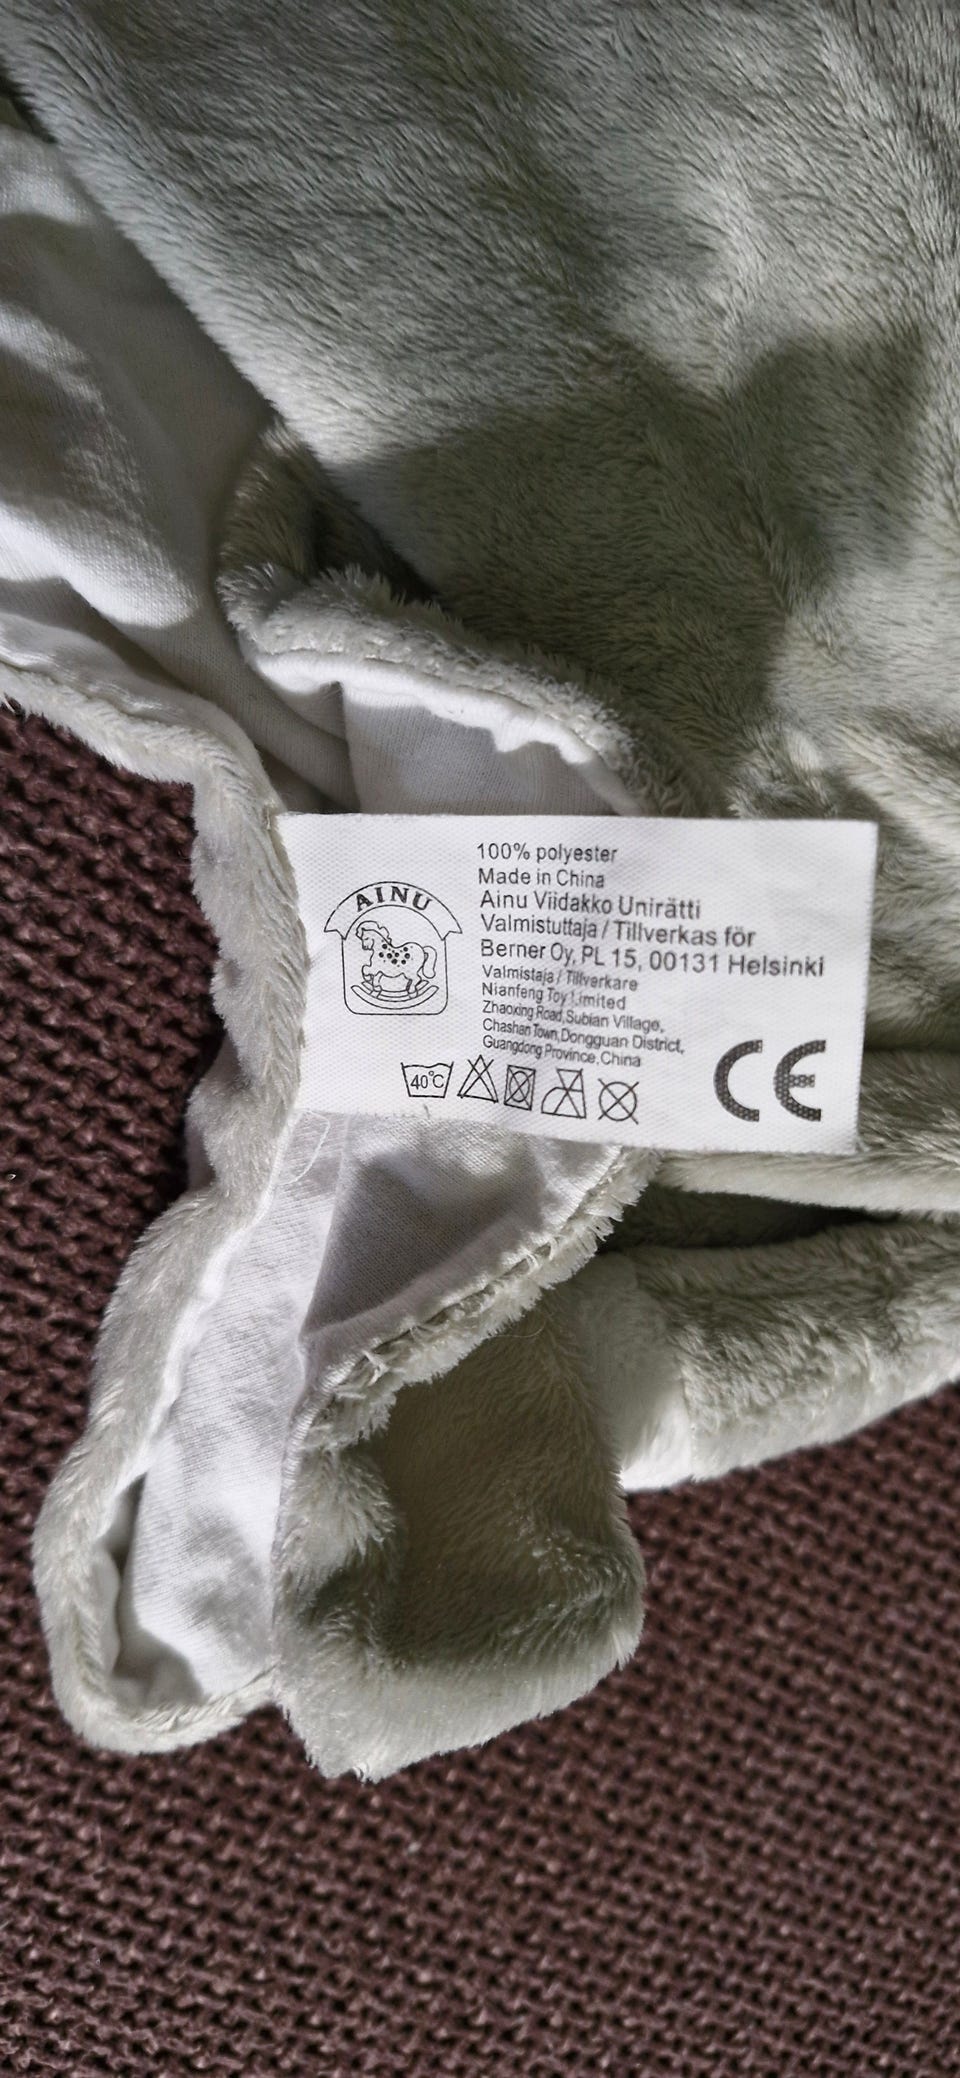 AINU
100% polyester
Made in China
Ainu Viidakko Unirätti
Valmistuttaja / Tillverkas för
Berner Oy, PL 15, 00131 Helsinki
Valmistaja / Tillverkare
Nianfeng Toy Limited
Zhaoxing Road, Subian Village,
Chashan Town, Dongguan District,
Guangdong Province, China
40°C
CE